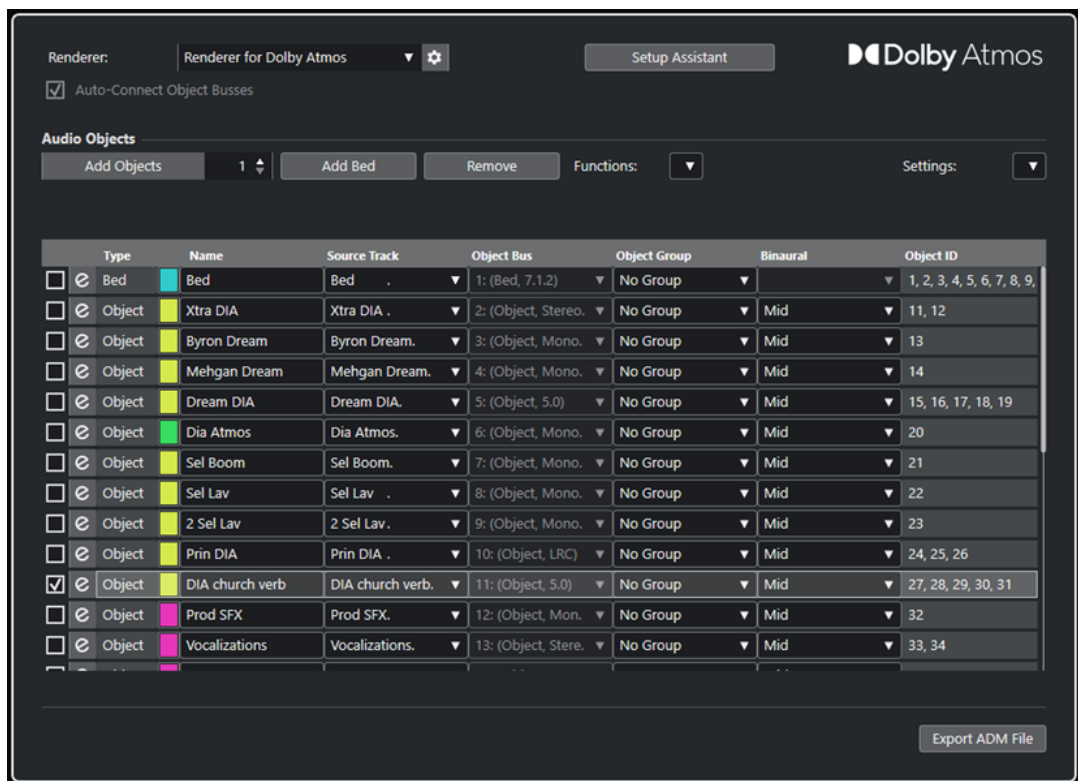 Renderer: Renderer for Dolby Atmos Setup Assistant Dolby Atmos
Auto-Connect Object Busses
Audio Objects
Add Objects 1 Add Bed Remove Functions: Settings:
Type Name Source Track Object Bus Object Group Binaural Object ID
e Bed Bed Bed . 1: (Bed, 7.1.2) No Group 1, 2, 3, 4, 5, 6, 7, 8, 9,
e Object Xtra DIA Xtra DIA . 2: (Object, Stereo. No Group Mid 11, 12
e Object Byron Dream Byron Dream. 3: (Object, Mono. No Group Mid 13
e Object Mehgan Dream Mehgan Dream. 4: (Object, Mono. No Group Mid 14
e Object Dream DIA Dream DIA. 5: (Object, 5.0) No Group Mid 15, 16, 17, 18, 19
e Object Dia Atmos Dia Atmos. 6: (Object, Mono. No Group Mid 20
e Object Sel Boom Sel Boom. 7: (Object, Mono. No Group Mid 21
e Object Sel Lav Sel Lav . 8: (Object, Mono. No Group Mid 22
e Object 2 Sel Lav 2 Sel Lav. 9: (Object, Mono. No Group Mid 23
e Object Prin DIA Prin DIA . 10: (Object, LRC) No Group Mid 24, 25, 26
e Object DIA church verb DIA church verb. 11: (Object, 5.0) No Group Mid 27, 28, 29, 30, 31
e Object Prod SFX Prod SFX. 12: (Object, Mon. No Group Mid 32
e Object Vocalizations Vocalizations. 13: (Object, Stere. No Group Mid 33, 34
Export ADM File